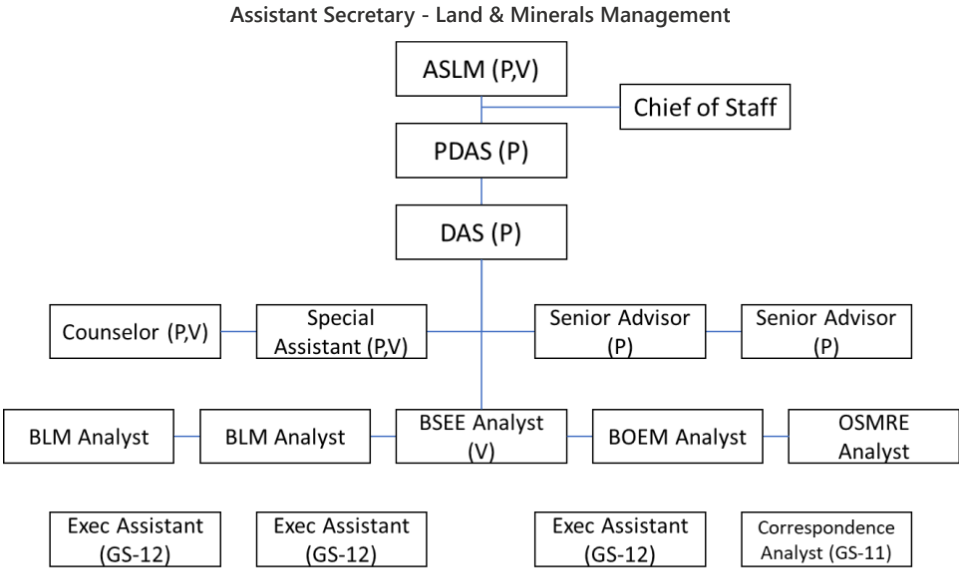 Assistant Secretary - Land & Minerals Management
ASLM (P,V)
Chief of Staff
PDAS (P)
DAS (P)
Counselor (P,V)
Special
Assistant (P,V)
Senior Advisor
(P)
Senior Advisor
(P)
BLM Analyst
BLM Analyst
BSEE Analyst
(V)
BOEM Analyst
OSMRE
Analyst
Exec Assistant
(GS-12)
Exec Assistant
(GS-12)
Exec Assistant
(GS-12)
Correspondence
Analyst (GS-11)